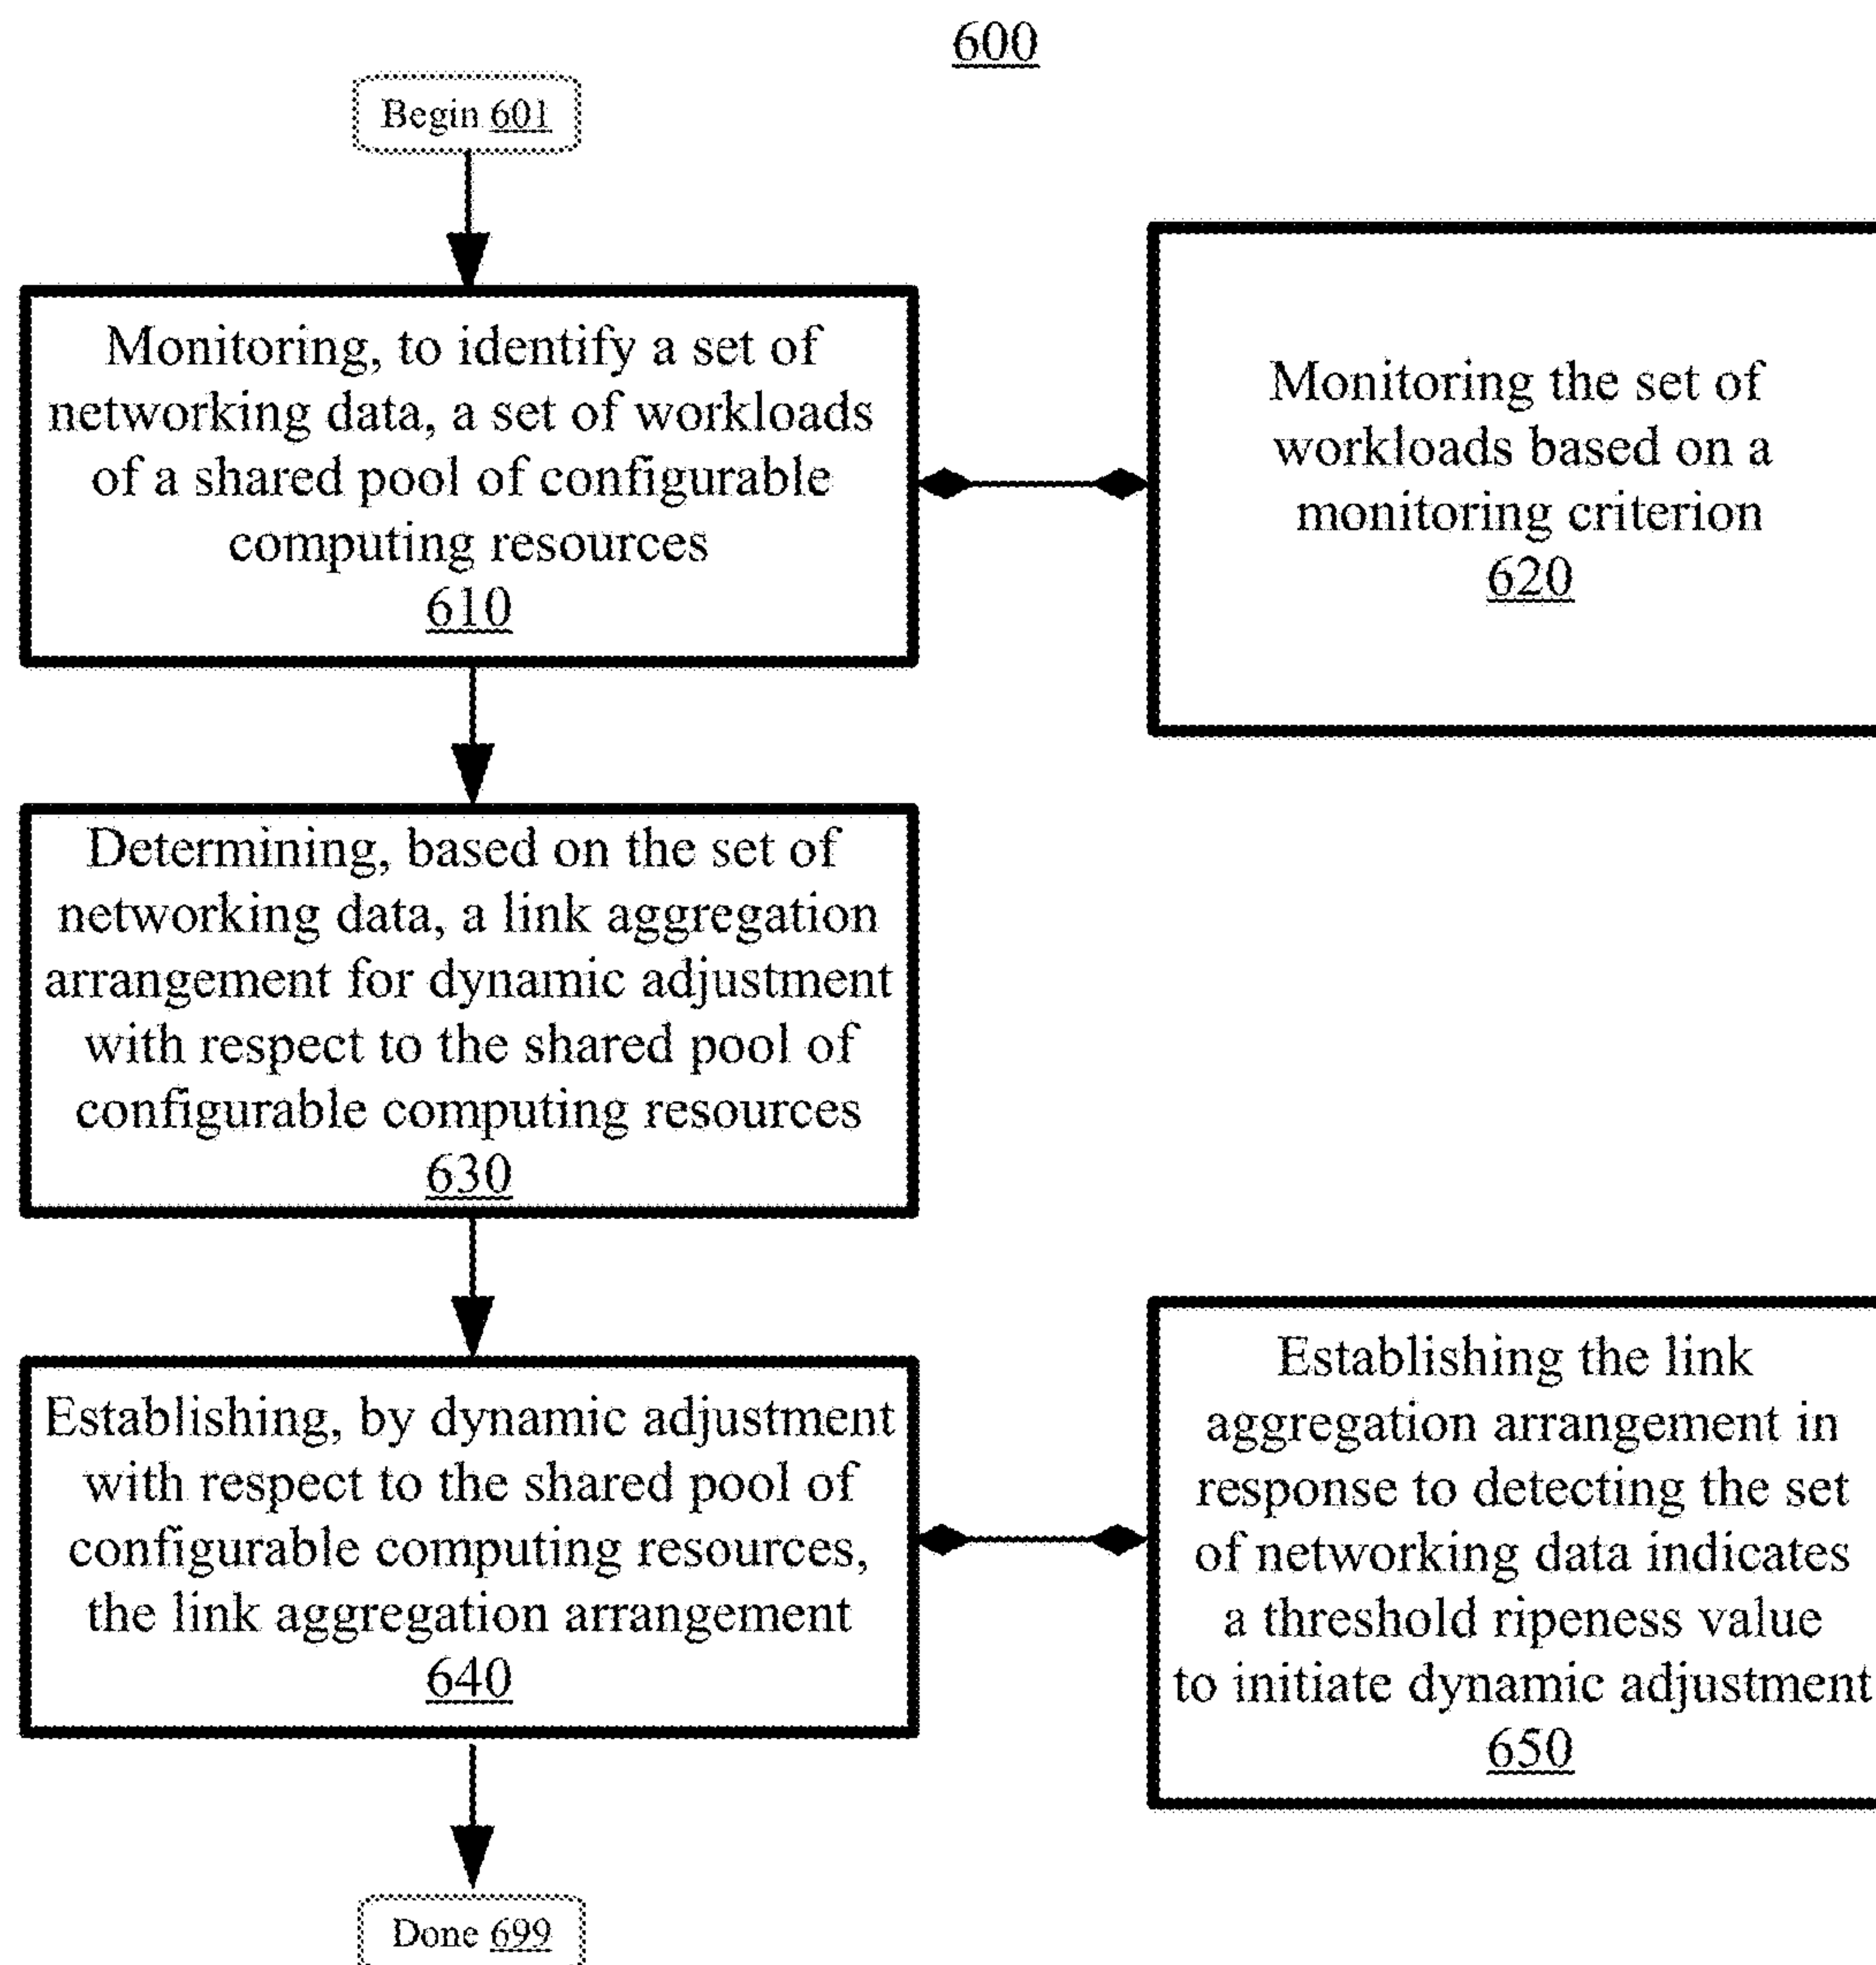 600
Begin 601
Monitoring, to identify a set of
networking data, a set of workloads
of a shared pool of configurable
computing resources
610
Monitoring the set of
workloads based on a
monitoring criterion
620
Determining, based on the set of
networking data, a link aggregation
arrangement for dynamic adjustment
with respect to the shared pool of
configurable computing resources
630
Establishing, by dynamic adjustment
with respect to the shared pool of
configurable computing resources,
the link aggregation arrangement
640
Establishing the link
aggregation arrangement in
response to detecting the set
of networking data indicates
a threshold ripeness value
to initiate dynamic adjustment
650
Done 699